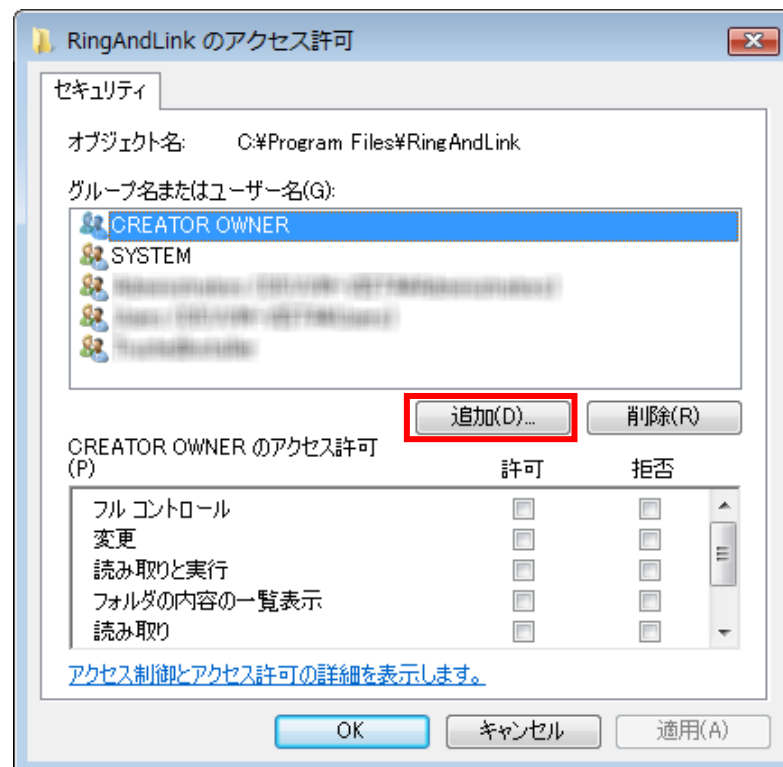 RingAndLink のアクセス許可
セキュリティ
オブジェクト名: C:¥Program Files¥RingAndLink
グループ名またはユーザー名(G):
CREATOR OWNER
SYSTEM
追加(D)... 削除(R)
CREATOR OWNER のアクセス許可
(P) 許可 拒否
フル コントロール
変更
読み取りと実行
フォルダの内容の一覧表示
読み取り
アクセス制御とアクセス許可の詳細を表示します。
OK キャンセル 適用(A)